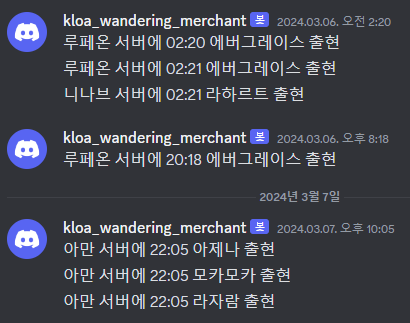 kloa_wandering_merchant 봇 2024.03.06. 오전 2:20
루페온 서버에 02:20 에버그레이스 출현
루페온 서버에 02:21 에버그레이스 출현
니나브 서버에 02:21 라하르트 출현
kloa_wandering_merchant 봇 2024.03.06. 오후 8:18
루페온 서버에 20:18 에버그레이스 출현
2024년 3월 7일
kloa_wandering_merchant 봇 2024.03.07. 오후 10:05
아만 서버에 22:05 아제나 출현
아만 서버에 22:05 모카모카 출현
아만 서버에 22:05 라자람 출현